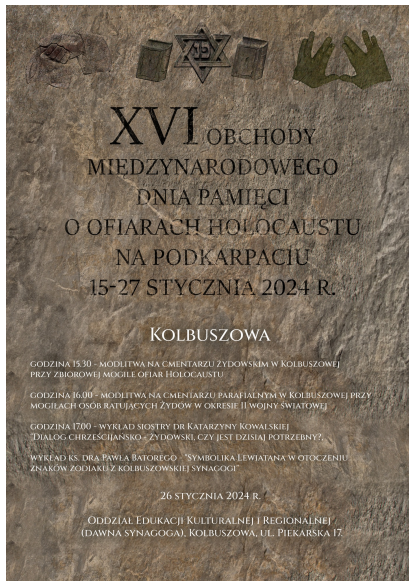 XVI OBCHODY
MIĘDZYNARODOWEGO
DNIA PAMIĘCI
O OFIARACH HOLOCAUSTU
NA PODKARPACIU
15-27 STYCZNIA 2024 R.
KOLBUSZOWA
GODZINA 15.30 - MODLITWA NA CMENTARZU ŻYDOWSKIM W KOLBUSZOWEJ
PRZY ZBIOROWEJ MOGILE OFIAR HOLOCAUSTU
GODZINA 16.00 - MODLITWA NA CMENTARZU PARAFIALNYM W KOLBUSZOWEJ PRZY
MOGIŁACH OSÓB RATUJĄCYCH ŻYDÓW W OKRESIE II WOJNY ŚWIATOWEJ
GODZINA 17.00 - WYKŁAD SIOSTRY DR KATARZYNY KOWALSKIEJ
"DIALOG CHRZEŚCIJAŃSKO - ŻYDOWSKI, CZY JEST DZISIAJ POTRZEBNY?,
WYKŁAD KS. DRA PAWŁA BATOREGO - "SYMBOLIKA LEWJATANA W OTOCZENIU
ZNAKÓW ZODIAKU Z KOLBUSZOWSKIEJ SYNAGOGI"
26 STYCZNIA 2024 R.
ODDZIAŁ EDUKACJI KULTURALNEJ I REGIONALNEJ
(DAWNA SYNAGOGA), KOLBUSZOWA, UL. PIEKARSKA 17